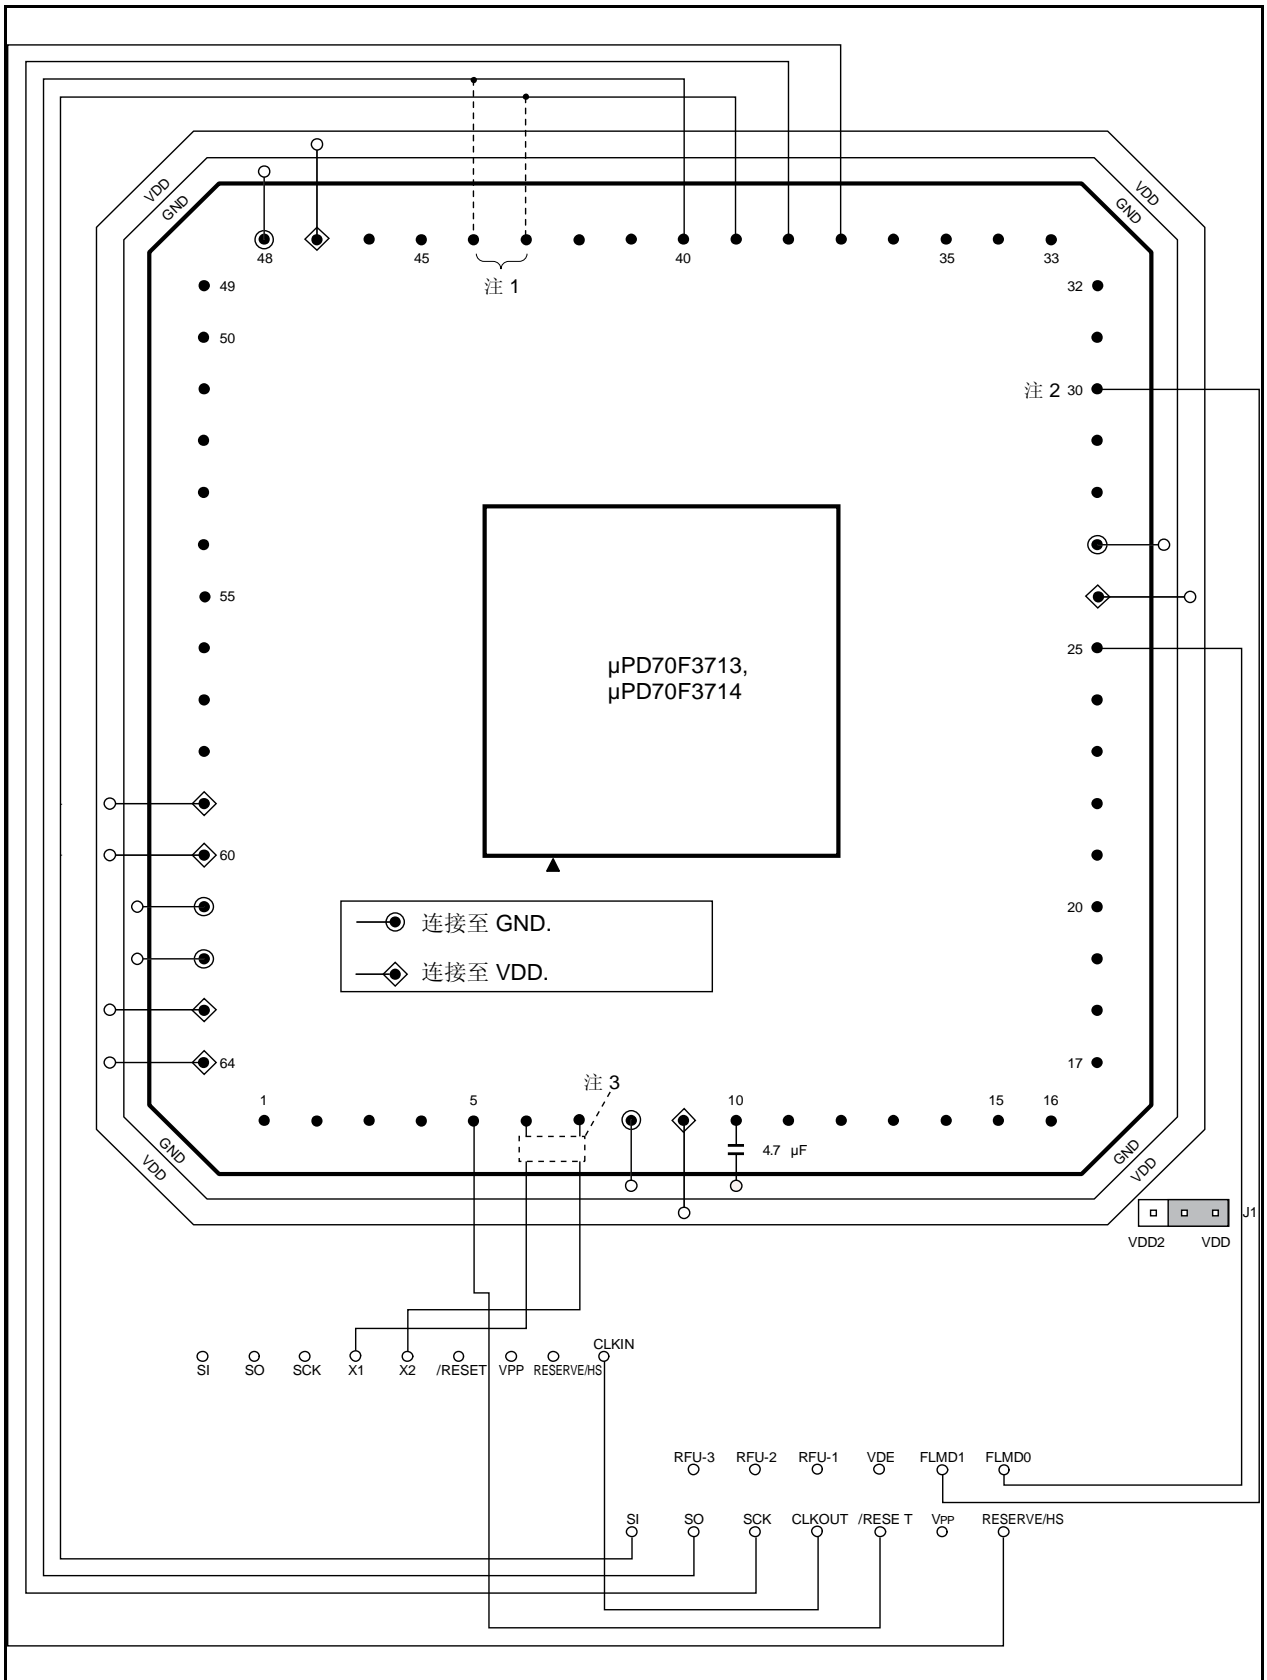 VDD
GND
VDD
GND
48
45
40
35
33
注 1
49
32
50
注 2 30
55
25
μPD70F3713,
μPD70F3714
60
20
连接至 GND.
连接至 VDD.
64
17
注 3
1
5
10
15
16
4.7 μF
GND
VDD
GND
VDD
J1
VDD2
VDD
CLKIN
SI
SO
SCK
X1
X2
/RESET
VPP
RESERVE/HS
RFU-3
RFU-2
RFU-1
VDE
FLMD1
FLMD0
SI
SO
SCK
CLKOUT
/RESE T
VPP
RESERVE/HS